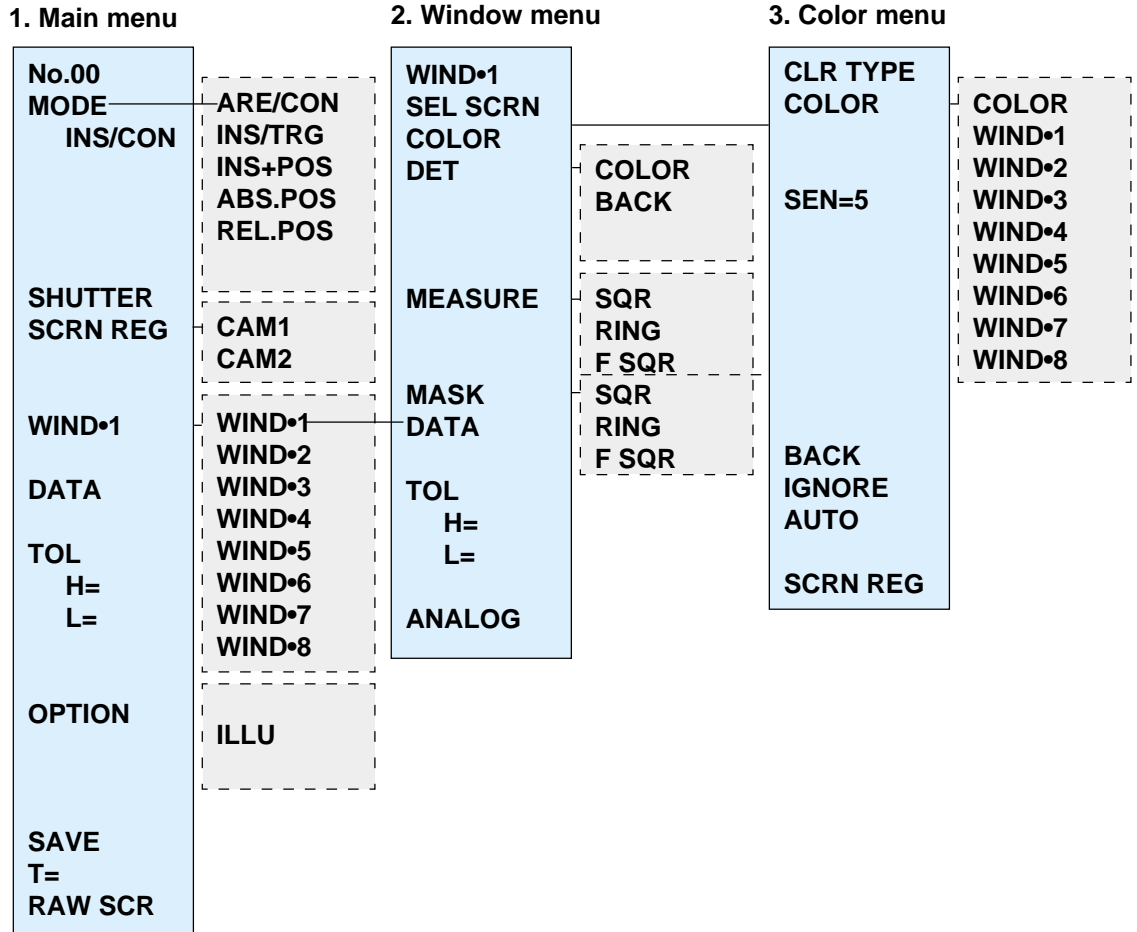 1. Main menu
No.00
MODE
INS/CON
SHUTTER
SCRN REG
WIND•1
DATA
TOL
H=
L=
OPTION
SAVE
T=
RAW SCR
ARE/CON
INS/TRG
INS+POS
ABS.POS
REL.POS
CAM1
CAM2
WIND•1
WIND•2
WIND•3
WIND•4
WIND•5
WIND•6
WIND•7
WIND•8
ILLU
2. Window menu
WIND•1
SEL SCRN
COLOR
DET
MEASURE
MASK
DATA
TOL
H=
L=
ANALOG
COLOR
BACK
SQR
RING
F SQR
SQR
RING
F SQR
3. Color menu
CLR TYPE
COLOR
SEN=5
BACK
IGNORE
AUTO
SCRN REG
COLOR
WIND•1
WIND•2
WIND•3
WIND•4
WIND•5
WIND•6
WIND•7
WIND•8